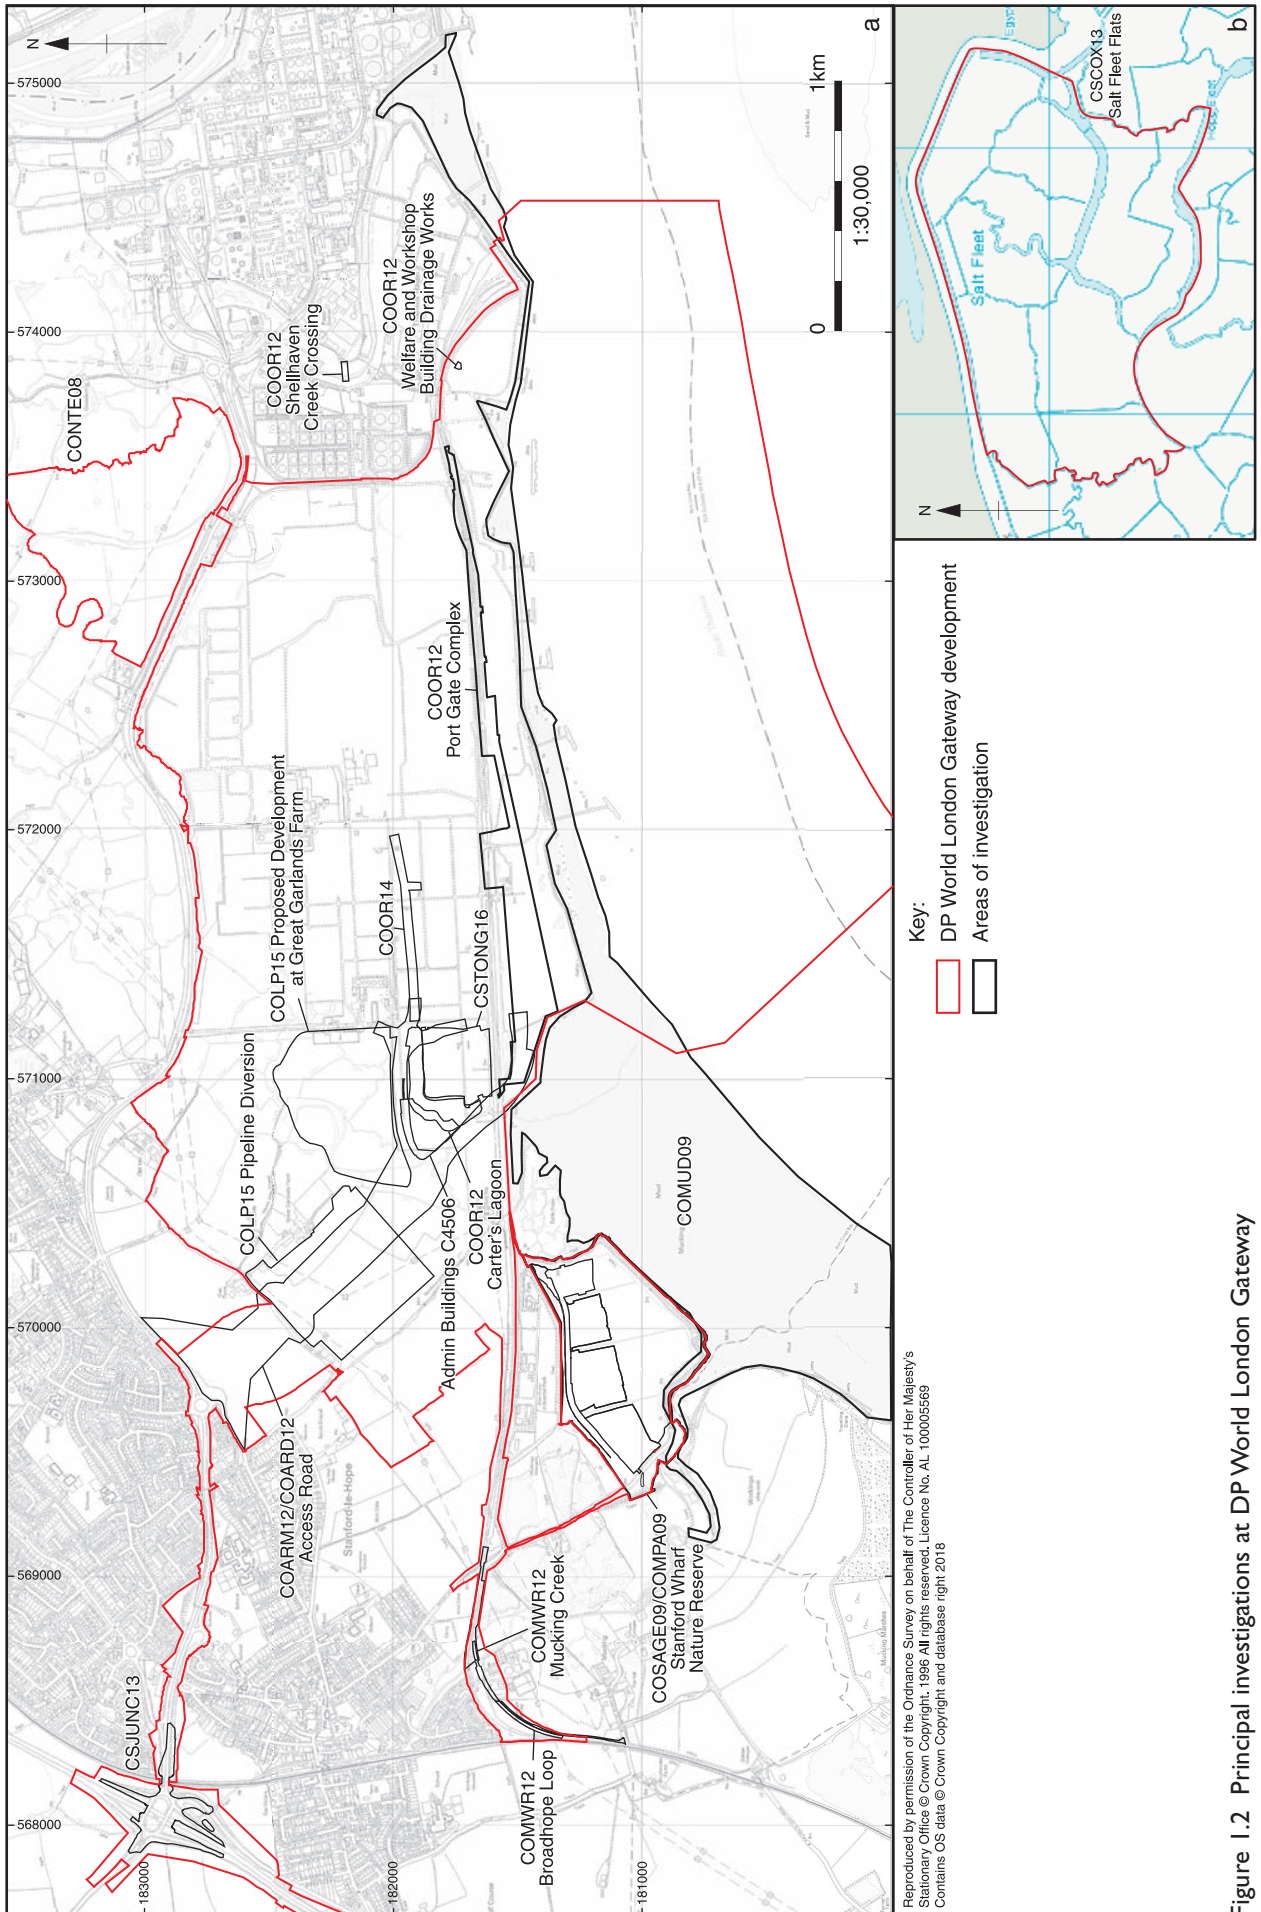 N
a
568000
569000
570000
571000
572000
573000
574000
575000
183000
182000
181000
CSJUNC13
COARM12/COARD12
Access Road
Stanford-le-Hope
COLP15 Pipeline Diversion
COLP15 Proposed Development
at Great Garlands Farm
COOR14
CSTONG16
Admin Buildings C4506
COOR12
Carter's Lagoon
COOR12
Port Gate Complex
CONTE08
COOR12
Shellhaven
Creek Crossing
COOR12
Welfare and Workshop
Building Drainage Works
COMWR12
Broadhope Loop
COMWR12
Mucking Creek
COSAGE09/COMPA09
Stanford Wharf
Nature Reserve
COMUD09
Mud
Mud
Mud
0
1km
1:30,000
N
b
Salt Fleet
CSCOX13
Salt Fleet Flats
Key:
DP World London Gateway development
Areas of investigation
Reproduced by permission of the Ordnance Survey on behalf of The Controller of Her Majesty's
Stationary Office © Crown Copyright. 1996 All rights reserved. Licence No. AL 100005569
Contains OS data © Crown Copyright and database right 2018
Figure 1.2 Principal investigations at DP World London Gateway